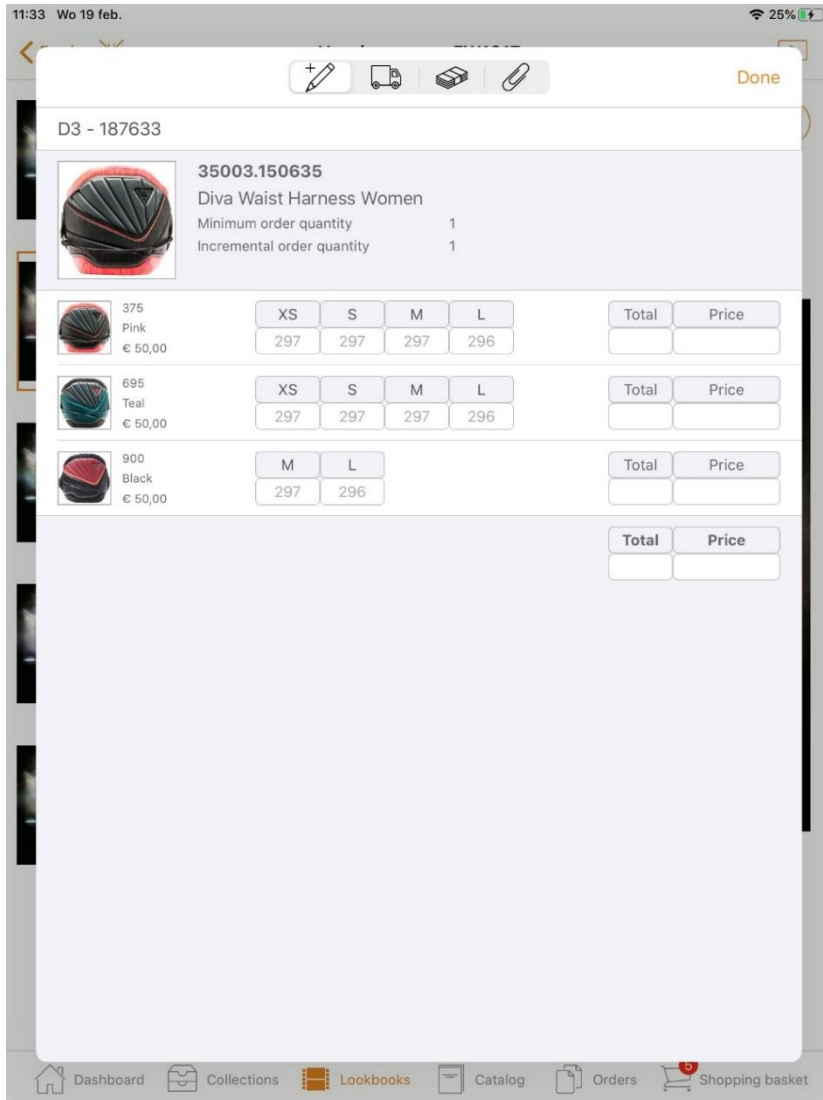 11:33 Wo 19 feb. 25%
Done
D3 - 187633
35003.150635
Diva Waist Harness Women
Minimum order quantity 1
Incremental order quantity 1
375
Pink
€ 50,00
XS S M L Total Price
297 297 297 296
695
Teal
€ 50,00
XS S M L Total Price
297 297 297 296
900
Black
€ 50,00
M L Total Price
297 296
Total Price
5
Dashboard Collections Lookbooks Catalog Orders Shopping basket